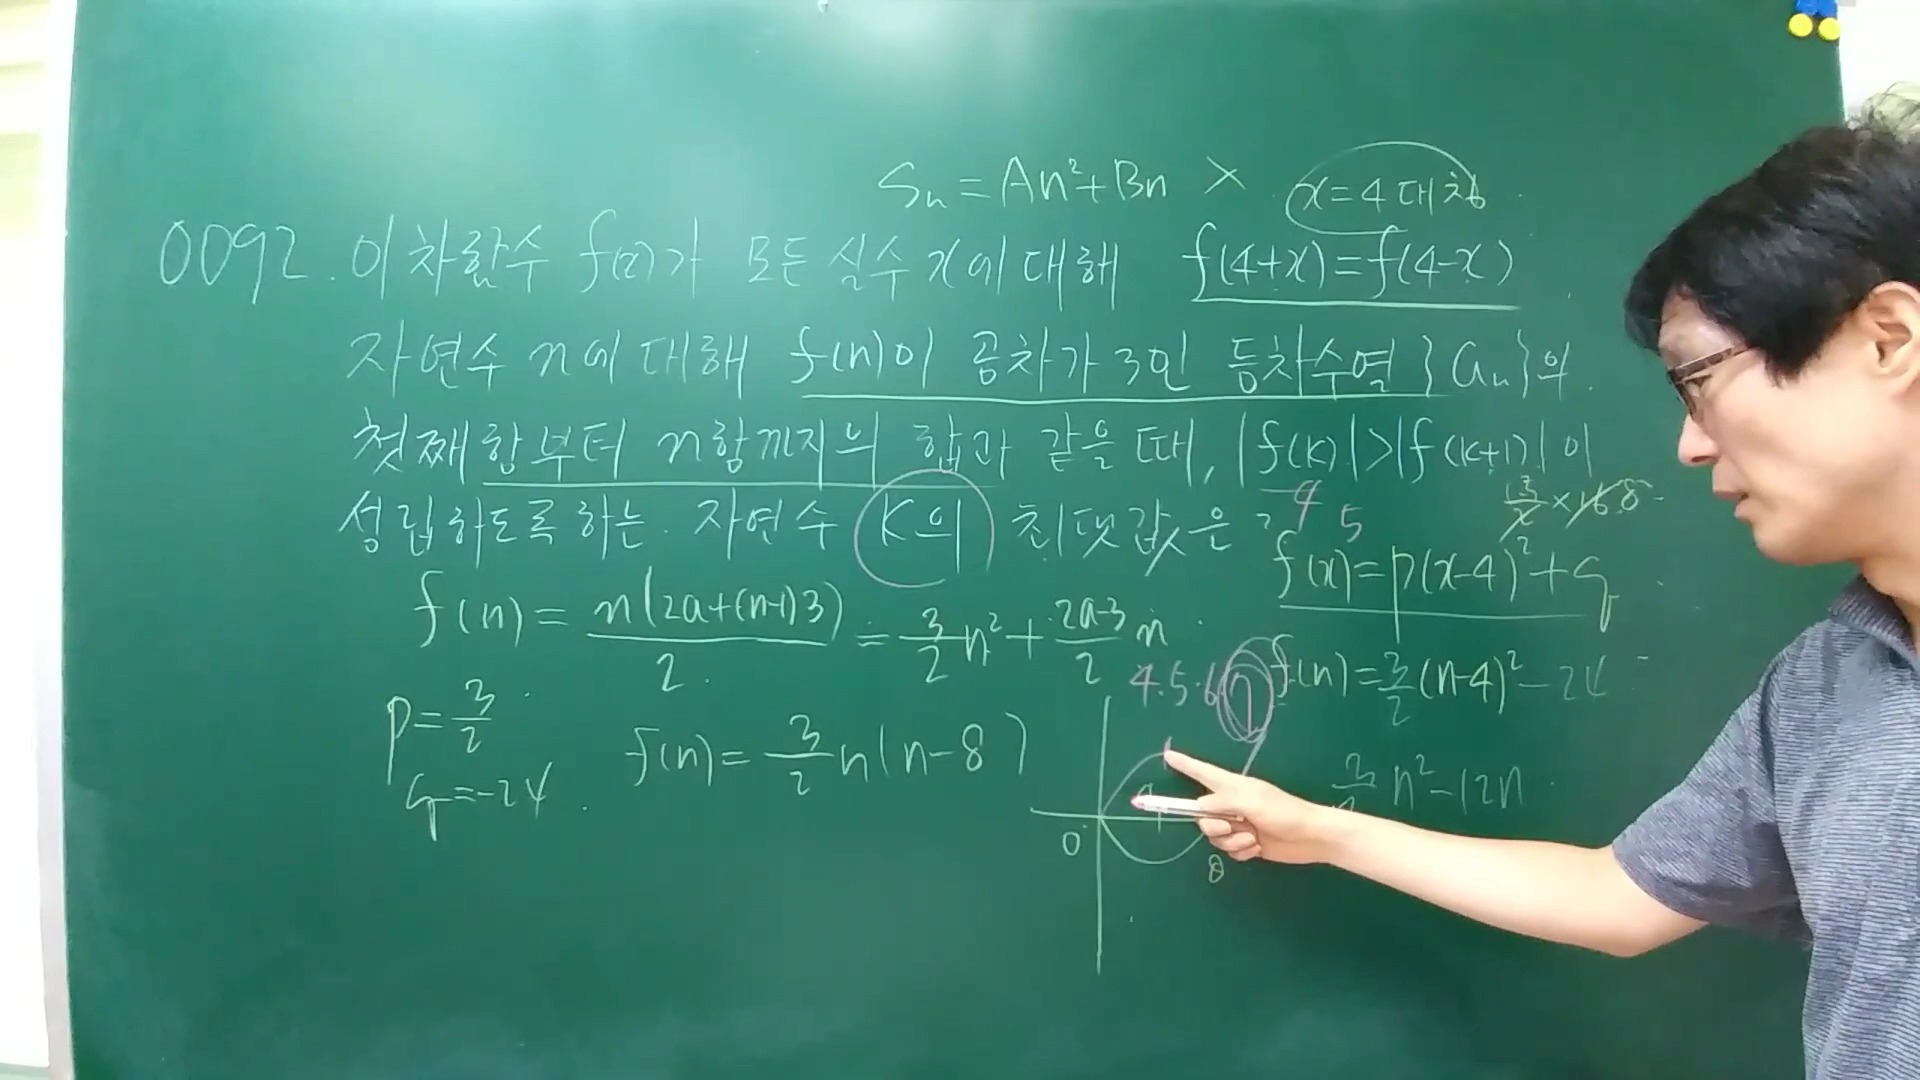 Sₙ = An² + Bn ×
x=4 대칭
0092. 이차함수 f(x)가 모든 실수 x에 대해 f(4+x)=f(4-x)
자연수 n에 대해 f(n)이 공차가 3인 등차수열 {aₙ}의
첫째항부터 n항까지의 합과 같을 때, |f(k)|>|f(k+1)|이
성립하도록 하는 자연수 K의 최댓값은?
4 5
3/2 × 16 8
f(x)=p(x-4)²+q
f(n) = n(2a+(n-1)3)/2 = 3/2 n² + (2a-3)/2 n
4.5.6.7
f(n)=3/2(n-4)²-24
p=3/2
f(n)=3/2 n(n-8)
3/2 n²-12n
q=-24
0
4
8